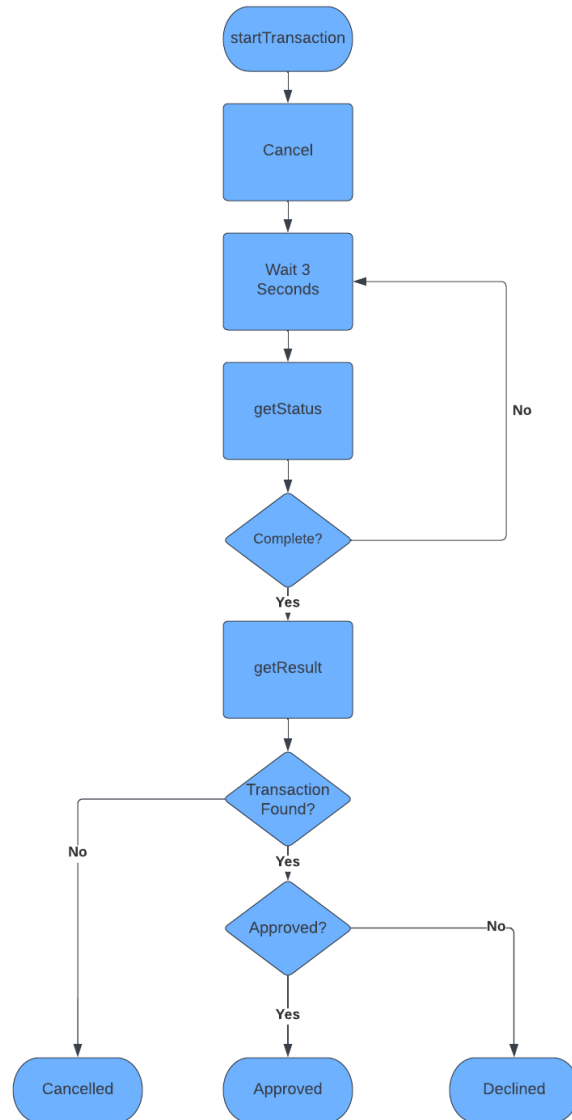 startTransaction
Cancel
Wait 3
Seconds
getStatus
No
Complete?
Yes
getResult
Transaction
Found?
No
Yes
Approved?
No
Yes
Cancelled
Approved
Declined